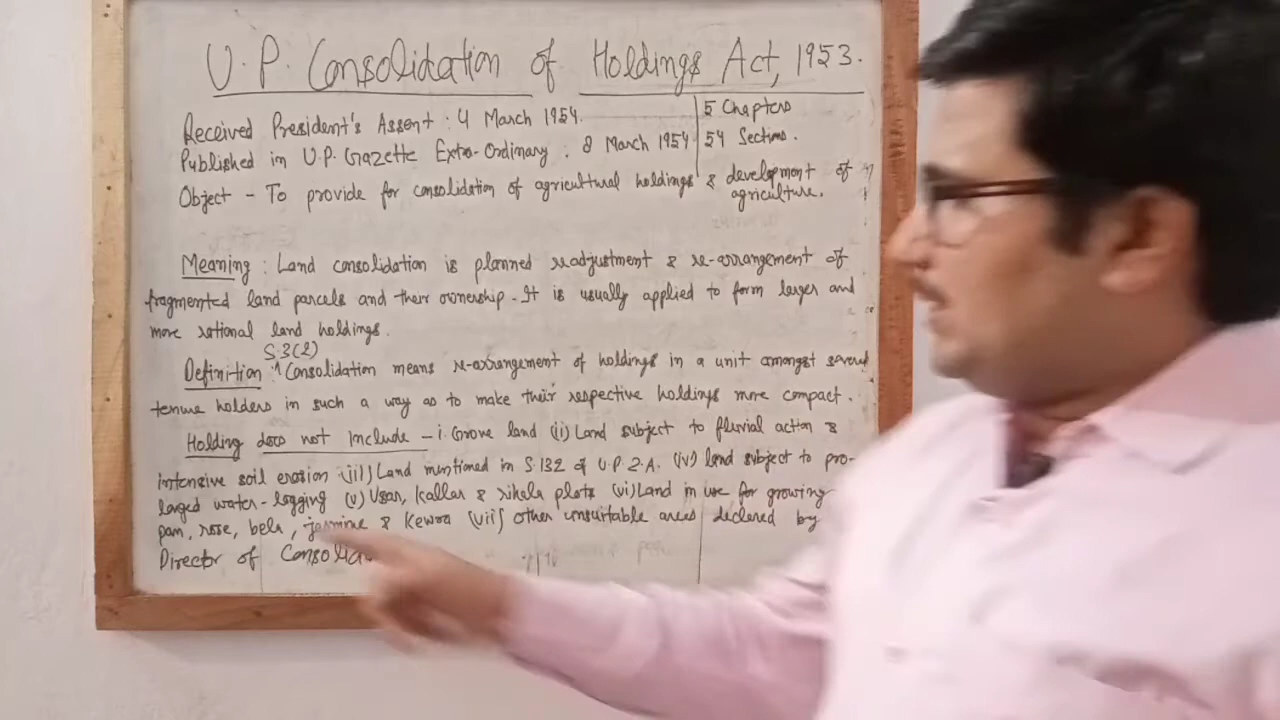 U.P. Consolidation of Holdings Act, 1953.
Received President's Assent : 4 March 1954.
5 Chapters
Published in U.P. Gazette Extra-Ordinary : 8 March 1954
54 Sections.
Object - To provide for consolidation of agricultural holdings & development of
agriculture.
Meaning : Land consolidation is planned readjustment & re-arrangement of
fragmented land parcels and their ownership. It is usually applied to form larger and
more rational land holdings.
S.3(2)
Definition : Consolidation means re-arrangement of holdings in a unit amongst several
tenure holders in such a way as to make their respective holdings more compact.
Holding does not include - i. Grove land (ii) Land subject to fluvial action &
intensive soil erosion (iii) Land mentioned in S.132 of U.P.Z.A. (iv) land subject to pro-
longed water-logging (v) Usar, Kallar & rihala plots (vi) Land in use for growing
pan, rose, bela, jasmine & Kewra (vii) other unsuitable areas declared by
Director of